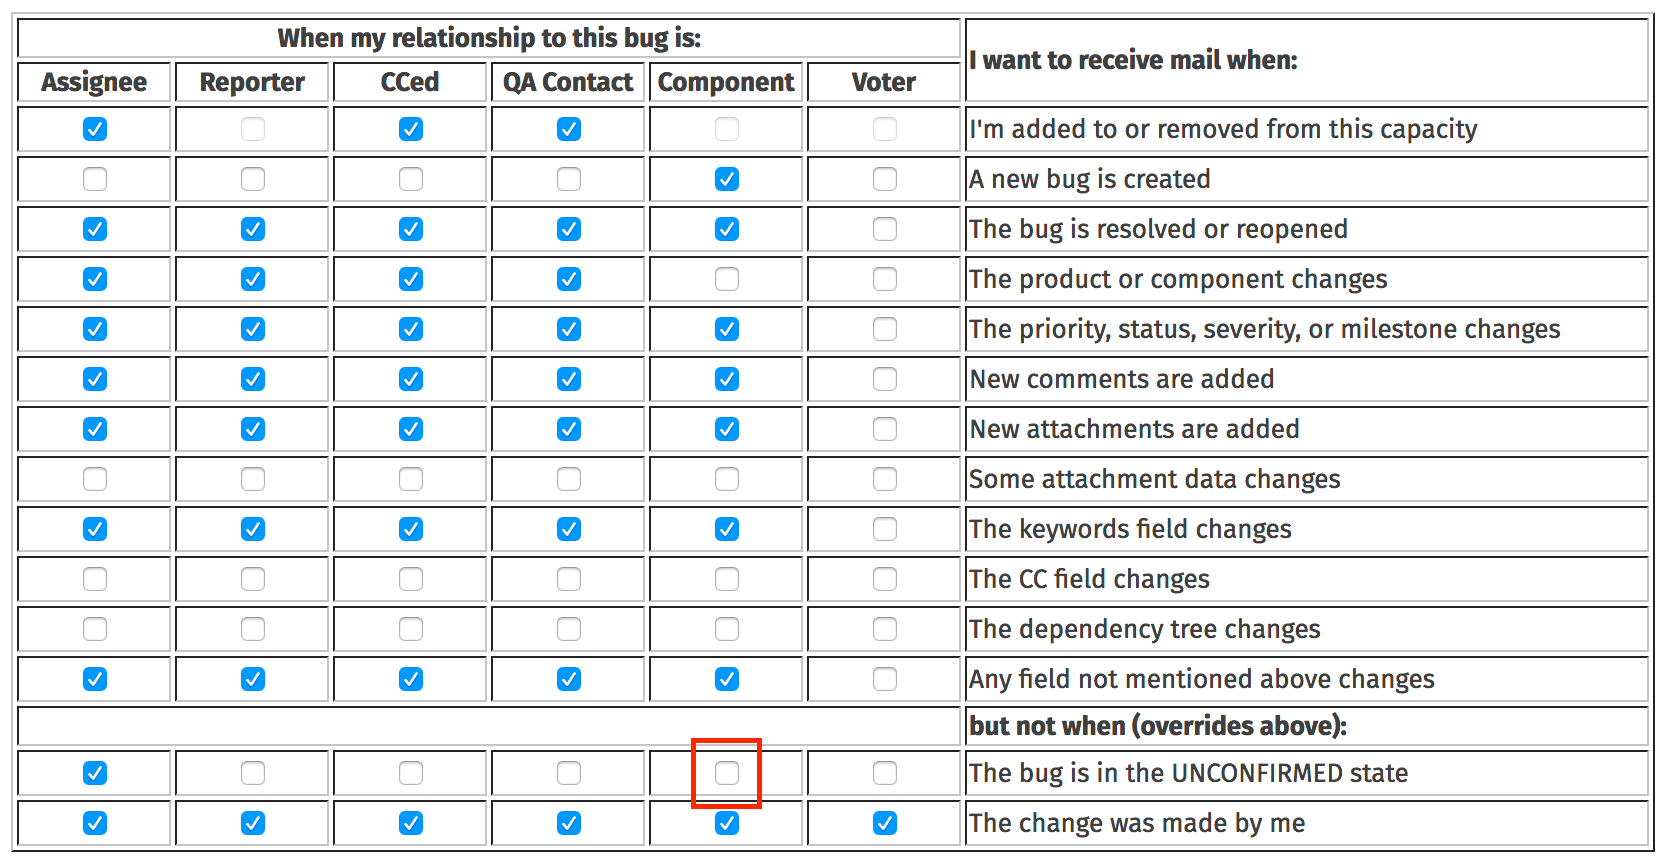 When my relationship to this bug is:
I want to receive mail when:
Assignee Reporter CCed QA Contact Component Voter
I'm added to or removed from this capacity
A new bug is created
The bug is resolved or reopened
The product or component changes
The priority, status, severity, or milestone changes
New comments are added
New attachments are added
Some attachment data changes
The keywords field changes
The CC field changes
The dependency tree changes
Any field not mentioned above changes
but not when (overrides above):
The bug is in the UNCONFIRMED state
The change was made by me